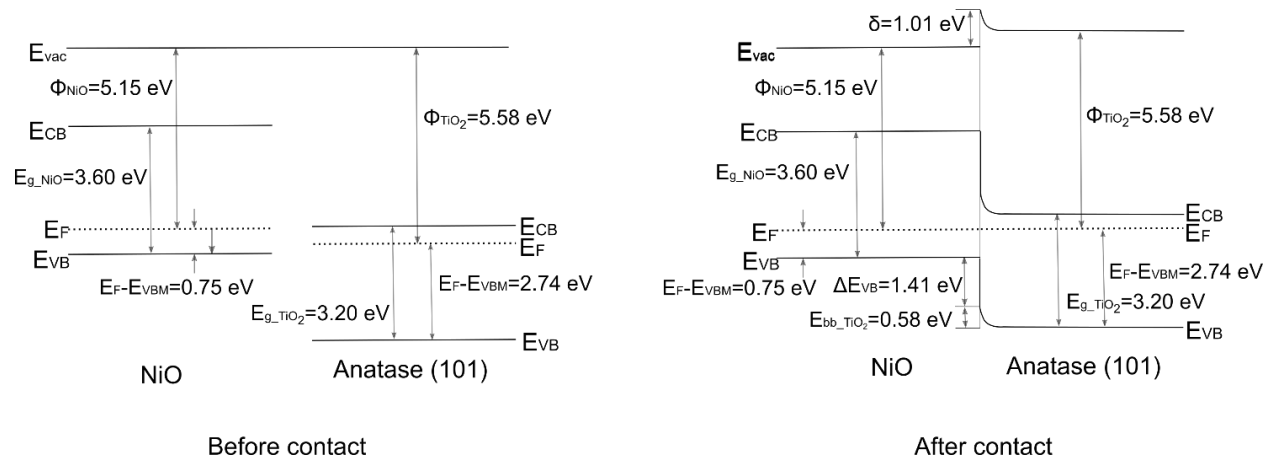 Evac
ΦNiO=5.15 eV
ΦTiO2=5.58 eV
ECB
Eg_NiO=3.60 eV
EF
EVB
EF-EVBM=0.75 eV
ECB
EF
EF-EVBM=2.74 eV
Eg_TiO2=3.20 eV
EVB
NiO
Anatase (101)
Before contact
δ=1.01 eV
Evac
ΦNiO=5.15 eV
ΦTiO2=5.58 eV
ECB
Eg_NiO=3.60 eV
EF
EVB
EF-EVBM=0.75 eV
ΔEVB=1.41 eV
Ebb_TiO2=0.58 eV
ECB
EF
EF-EVBM=2.74 eV
Eg_TiO2=3.20 eV
EVB
NiO
Anatase (101)
After contact